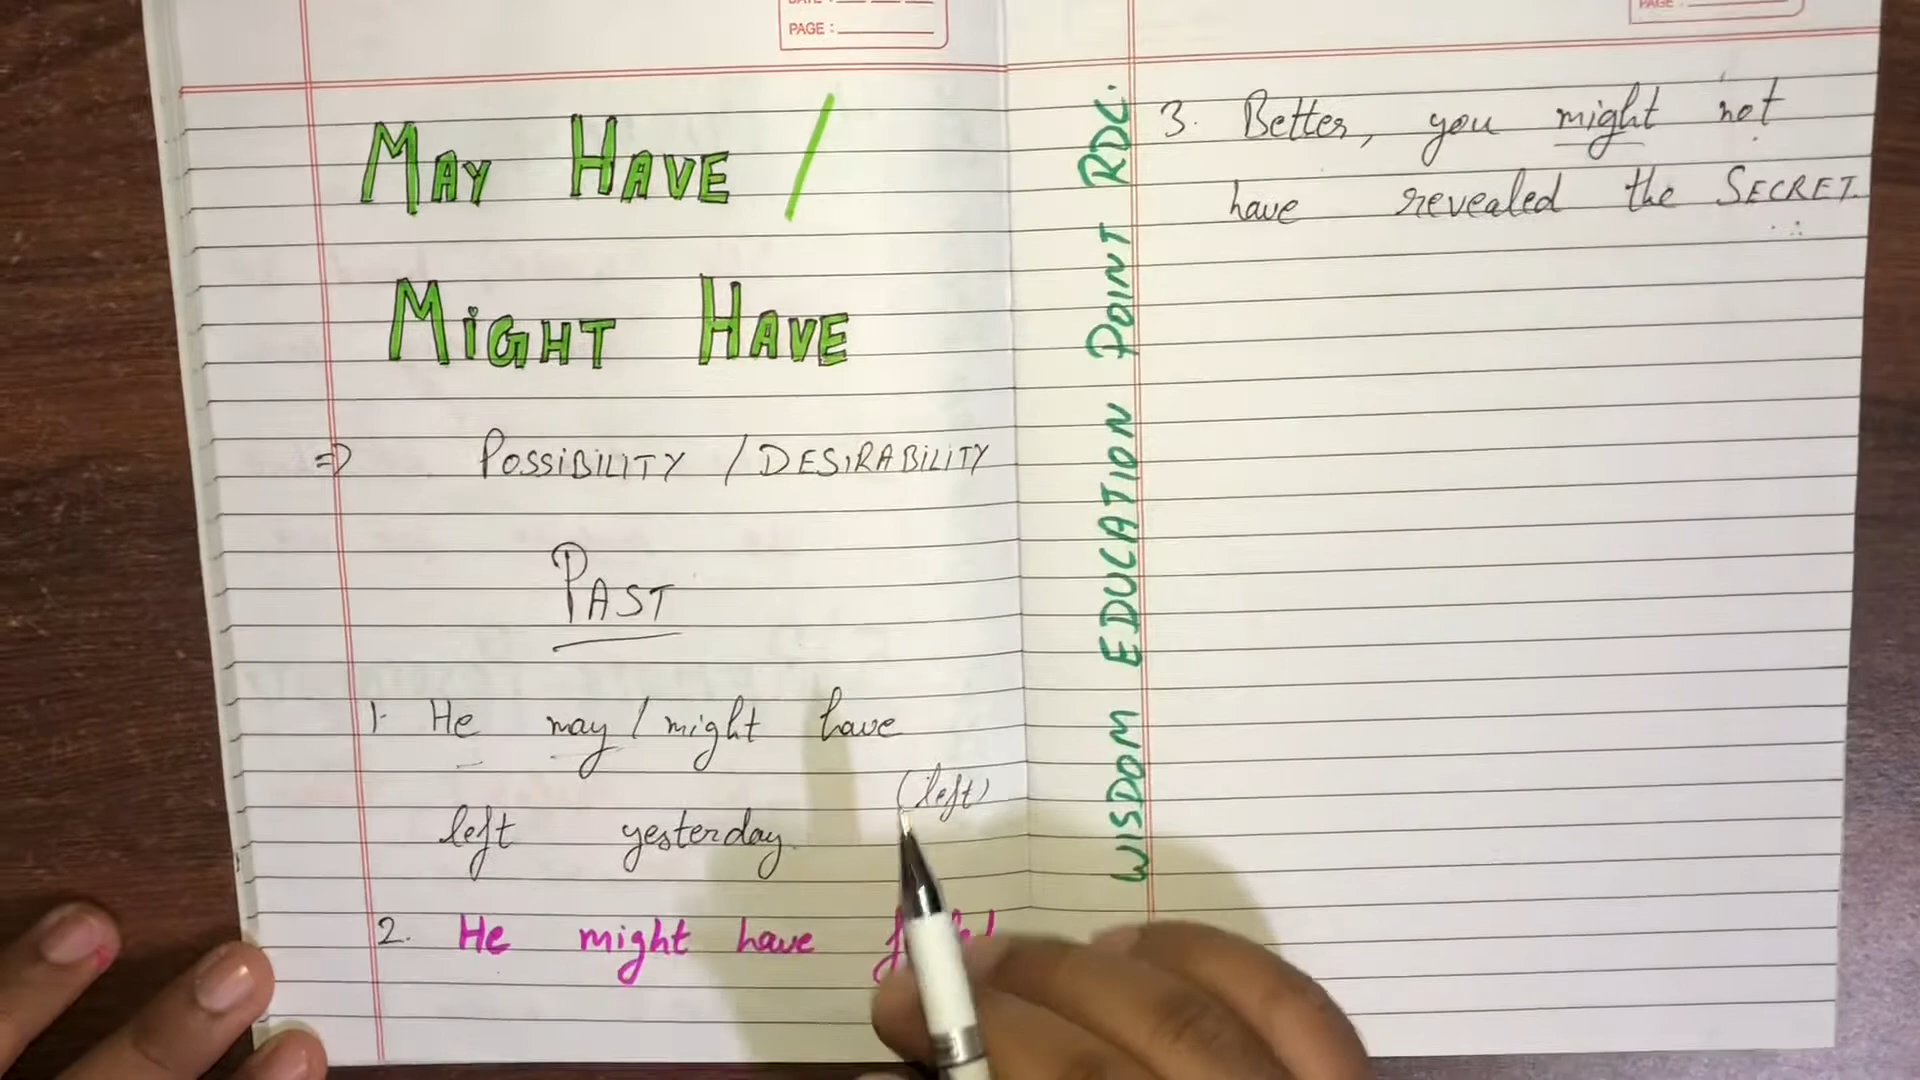 PAGE :
MAY HAVE /
MIGHT HAVE
⇒ POSSIBILITY / DESIRABILITY
PAST
1. He may / might have
(left)
left yesterday.
2. He might have
WISDOM EDUCATION POINT RDC.
PAGE :
3. Better, you might not
have revealed the SECRET.